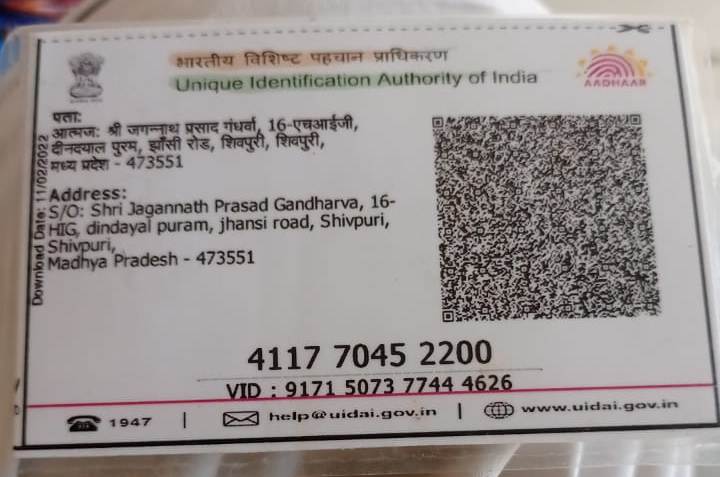 भारतीय विशिष्ट पहचान प्राधिकरण
Unique Identification Authority of India
AADHAAR
पता:
आत्मज: श्री जगन्नाथ प्रसाद गंधर्वा, 16-एचआईजी,
दीनदयाल पुरम, झाँसी रोड, शिवपुरी, शिवपुरी,
मध्य प्रदेश - 473551
Address:
S/O: Shri Jagannath Prasad Gandharva, 16-
HIG, dindayal puram, jhansi road, Shivpuri,
Shivpuri,
Madhya Pradesh - 473551
Download Date: 11/02/2022
4117 7045 2200
VID : 9171 5073 7744 4626
1947 | help@uidai.gov.in | www.uidai.gov.in